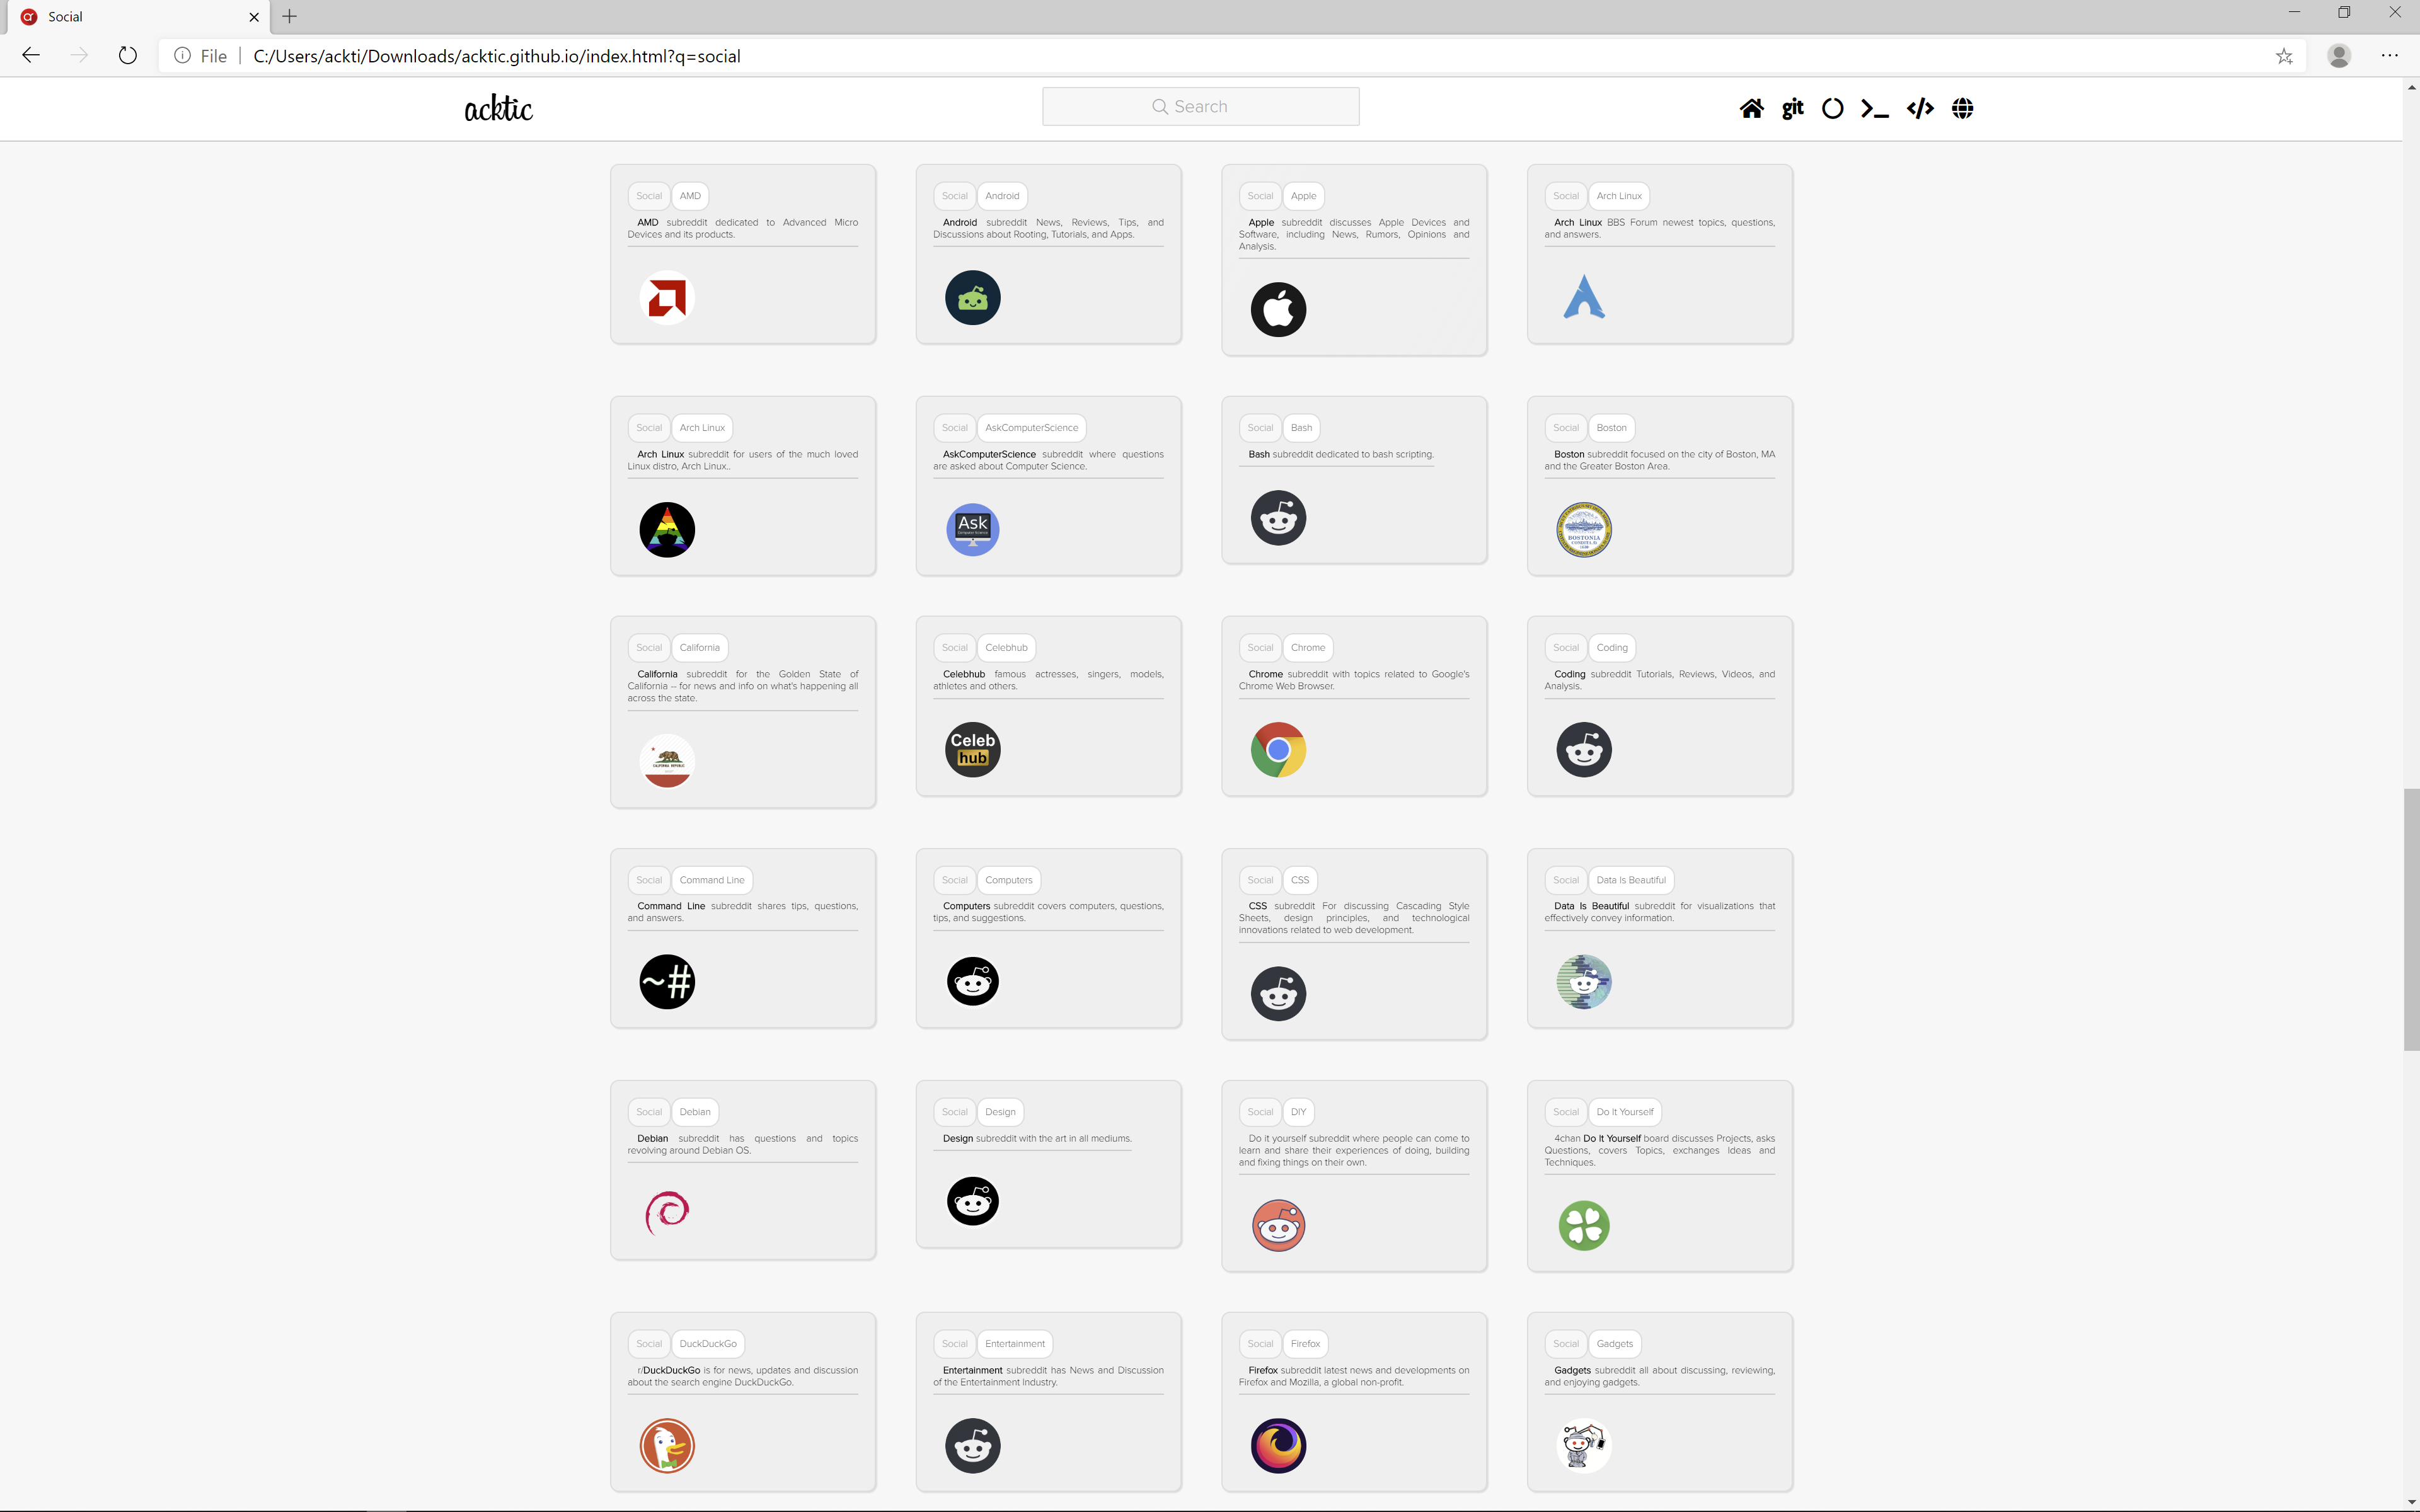 Social
File | C:/Users/ackti/Downloads/acktic.github.io/index.html?q=social
acktic
Search
git
Social AMD
AMD subreddit dedicated to Advanced Micro
Devices and its products.
Social Android
Android subreddit News, Reviews, Tips, and
Discussions about Rooting, Tutorials, and Apps.
Social Apple
Apple subreddit discusses Apple Devices and
Software, including News, Rumors, Opinions and
Analysis.
Social Arch Linux
Arch Linux BBS Forum newest topics, questions,
and answers.
Social Arch Linux
Arch Linux subreddit for users of the much loved
Linux distro, Arch Linux..
Social AskComputerScience
AskComputerScience subreddit where questions
are asked about Computer Science.
Ask
Computer Science
Social Bash
Bash subreddit dedicated to bash scripting.
Social Boston
Boston subreddit focused on the city of Boston, MA
and the Greater Boston Area.
BOSTONIA
CONDITA A.D.
Social California
California subreddit for the Golden State of
California -- for news and info on what's happening all
across the state.
CALIFORNIA REPUBLIC
Social Celebhub
Celebhub famous actresses, singers, models,
athletes and others.
Celeb
hub
Social Chrome
Chrome subreddit with topics related to Google's
Chrome Web Browser.
Social Coding
Coding subreddit Tutorials, Reviews, Videos, and
Analysis.
Social Command Line
Command Line subreddit shares tips, questions,
and answers.
~#
Social Computers
Computers subreddit covers computers, questions,
tips, and suggestions.
Social CSS
CSS subreddit For discussing Cascading Style
Sheets, design principles, and technological
innovations related to web development.
Social Data Is Beautiful
Data Is Beautiful subreddit for visualizations that
effectively convey information.
Social Debian
Debian subreddit has questions and topics
revolving around Debian OS.
Social Design
Design subreddit with the art in all mediums.
Social DIY
Do it yourself subreddit where people can come to
learn and share their experiences of doing, building
and fixing things on their own.
Social Do It Yourself
4chan Do It Yourself board discusses Projects, asks
Questions, covers Topics, exchanges Ideas and
Techniques.
Social DuckDuckGo
r/DuckDuckGo is for news, updates and discussion
about the search engine DuckDuckGo.
Social Entertainment
Entertainment subreddit has News and Discussion
of the Entertainment Industry.
Social Firefox
Firefox subreddit latest news and developments on
Firefox and Mozilla, a global non-profit.
Social Gadgets
Gadgets subreddit all about discussing, reviewing,
and enjoying gadgets.